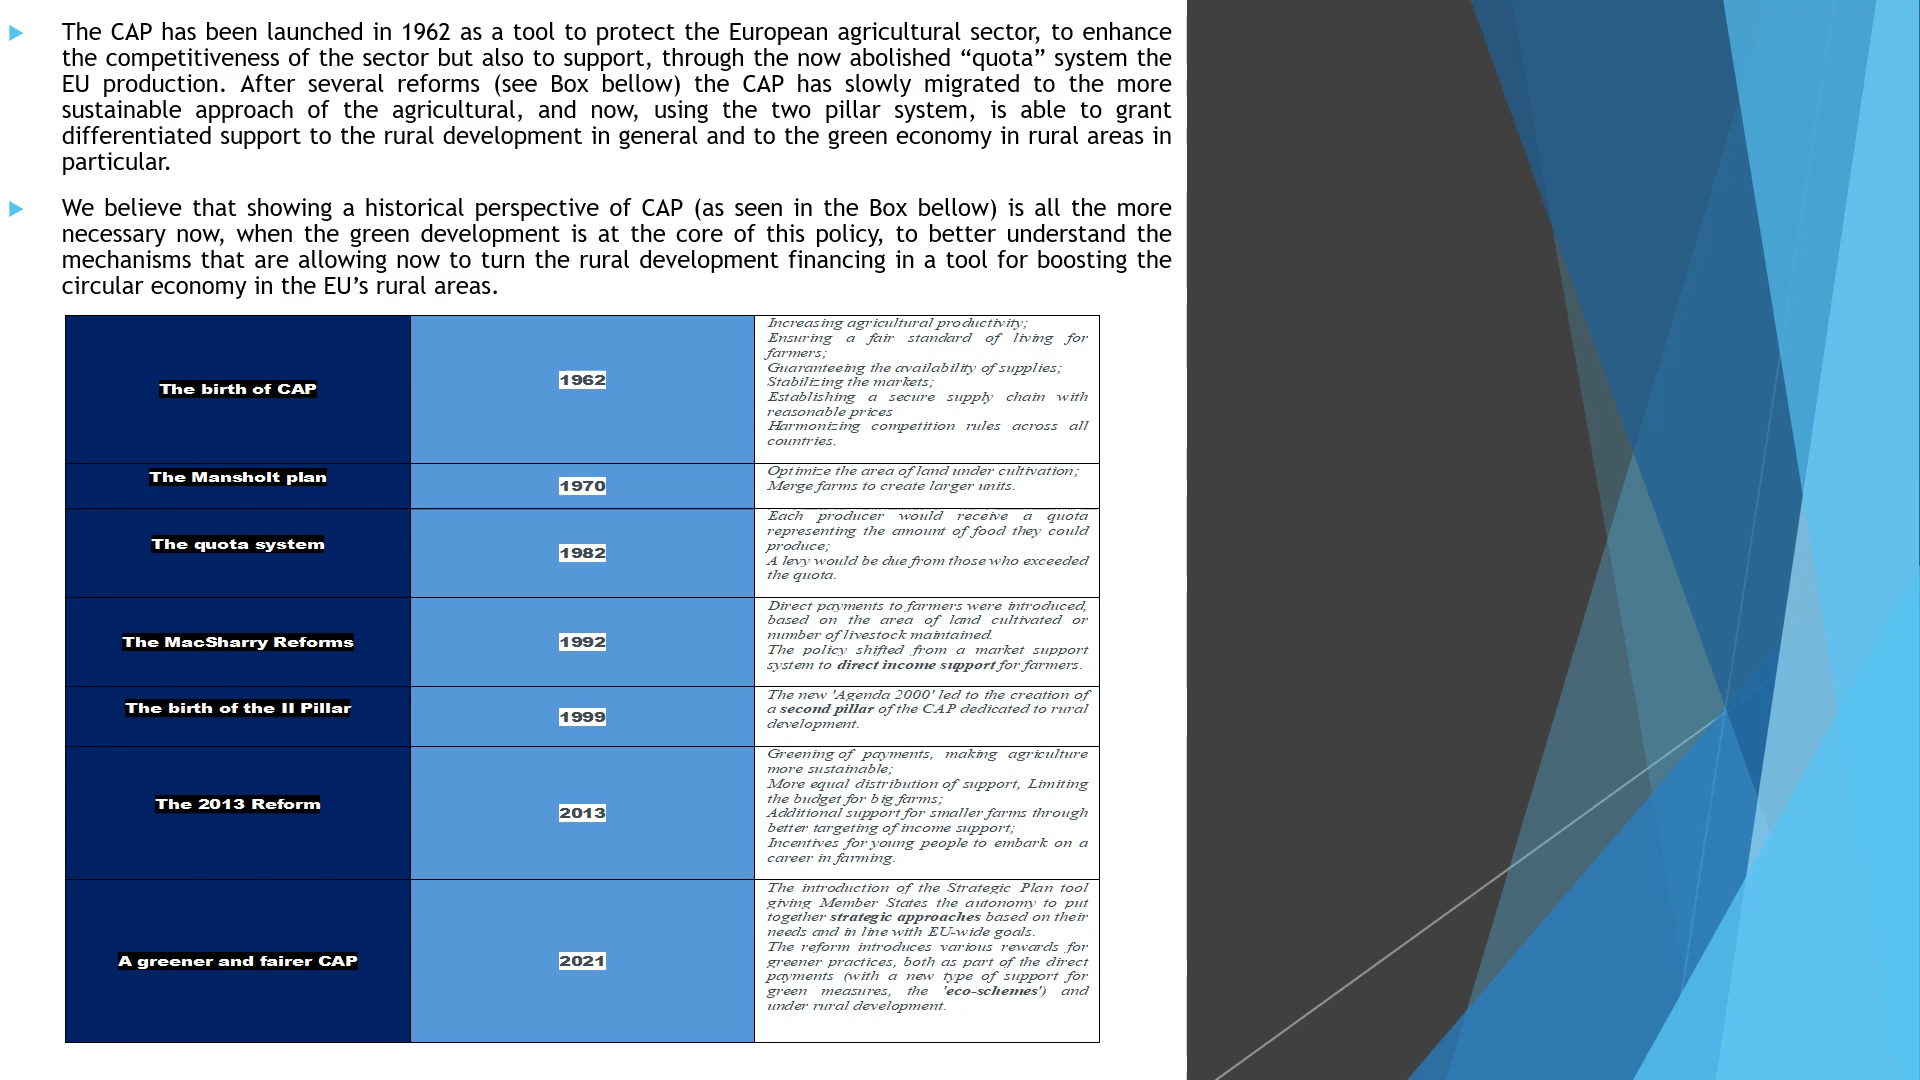 The CAP has been launched in 1962 as a tool to protect the European agricultural sector, to enhance
the competitiveness of the sector but also to support, through the now abolished “quota” system the
EU production. After several reforms (see Box bellow) the CAP has slowly migrated to the more
sustainable approach of the agricultural, and now, using the two pillar system, is able to grant
differentiated support to the rural development in general and to the green economy in rural areas in
particular.
We believe that showing a historical perspective of CAP (as seen in the Box bellow) is all the more
necessary now, when the green development is at the core of this policy, to better understand the
mechanisms that are allowing now to turn the rural development financing in a tool for boosting the
circular economy in the EU’s rural areas.
The birth of CAP
1962
Increasing agricultural productivity;
Ensuring a fair standard of living for
farmers;
Guaranteeing the availability of supplies;
Stabilizing the markets;
Establishing a secure supply chain with
reasonable prices
Harmonizing competition rules across all
countries.
The Mansholt plan
1970
Optimize the area of land under cultivation;
Merge farms to create larger units.
The quota system
1982
Each producer would receive a quota
representing the amount of food they could
produce;
A levy would be due from those who exceeded
the quota.
The MacSharry Reforms
1992
Direct payments to farmers were introduced,
based on the area of land cultivated or
number of livestock maintained.
The policy shifted from a market support
system to direct income support for farmers.
The birth of the II Pillar
1999
The new 'Agenda 2000' led to the creation of
a second pillar of the CAP dedicated to rural
development.
The 2013 Reform
2013
Greening of payments, making agriculture
more sustainable;
More equal distribution of support, Limiting
the budget for big farms;
Additional support for smaller farms through
better targeting of income support;
Incentives for young people to embark on a
career in farming.
A greener and fairer CAP
2021
The introduction of the Strategic Plan tool
giving Member States the autonomy to put
together strategic approaches based on their
needs and in line with EU-wide goals.
The reform introduces various rewards for
greener practices, both as part of the direct
payments (with a new type of support for
green measures, the 'eco-schemes') and
under rural development.